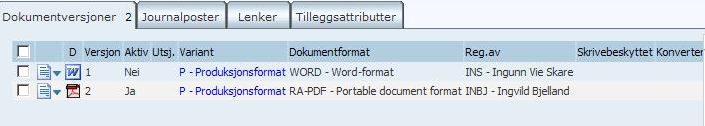 Dokumentversjoner 2 Journalposter Lenker Tilleggsattributter
D Versjon Aktiv Utsj. Variant Dokumentformat Reg.av Skrivebeskyttet Konverter
1 Nei P - Produksjonsformat WORD - Word-format INS - Ingunn Vie Skare
2 Ja P - Produksjonsformat RA-PDF - Portable document format INBJ - Ingvild Bjelland